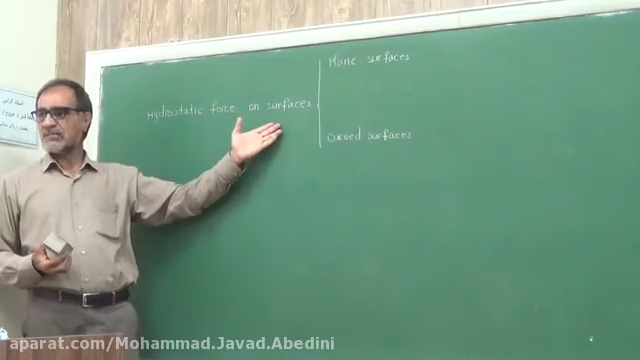 Plane surfaces
Hydrostatic force on surfaces
Curved surfaces
aparat.com/Mohammad.Javad.Abedini